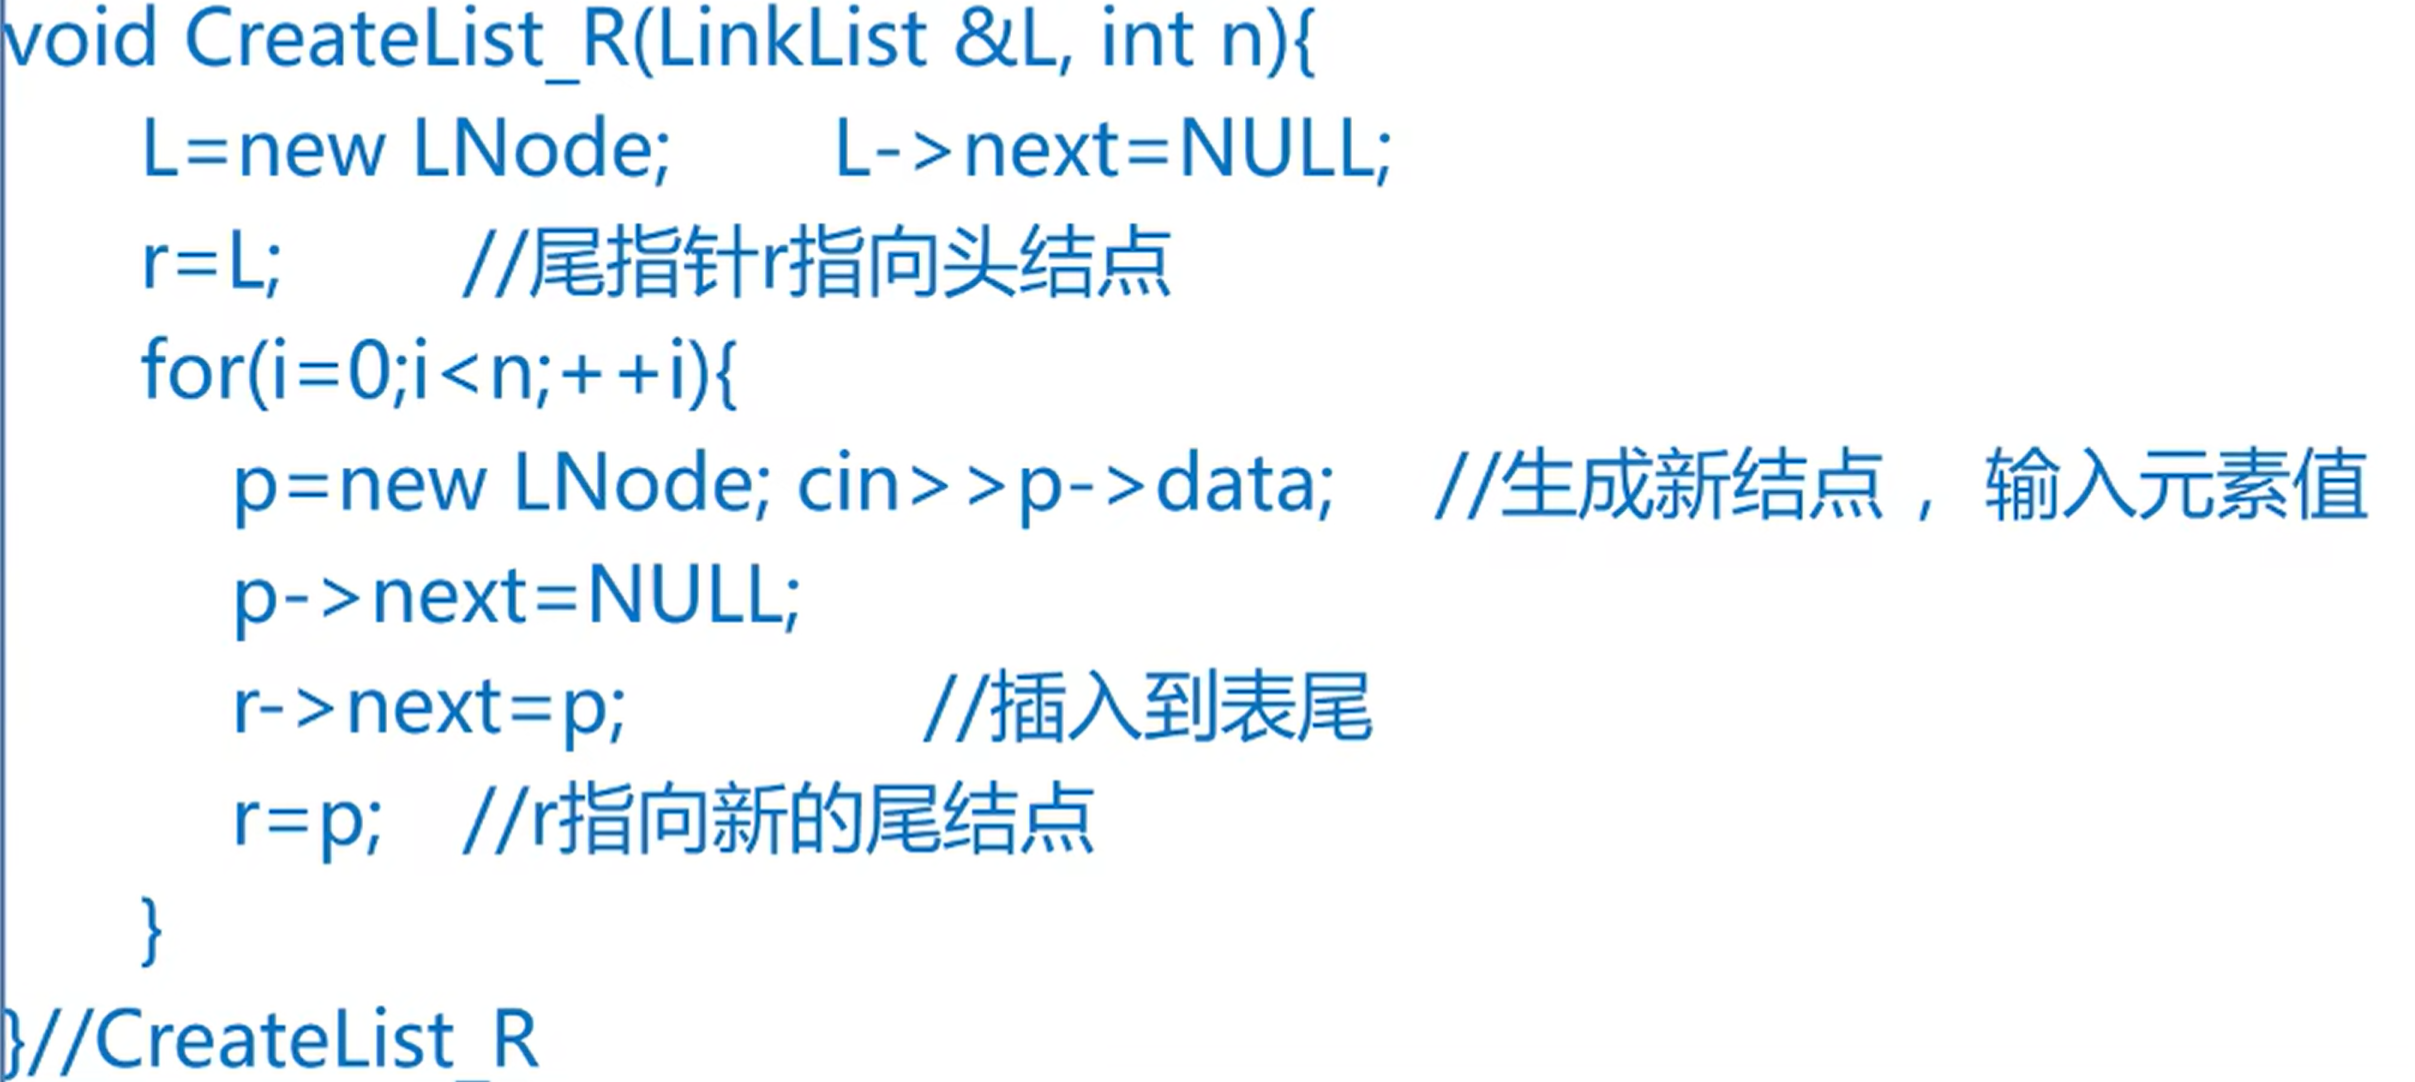 void CreateList_R(LinkList &L, int n){
L=new LNode; L->next=NULL;
r=L; //尾指针r指向头结点
for(i=0;i<n;++i){
p=new LNode; cin>>p->data; //生成新结点，输入元素值
p->next=NULL;
r->next=p; //插入到表尾
r=p; //r指向新的尾结点
}
}//CreateList_R